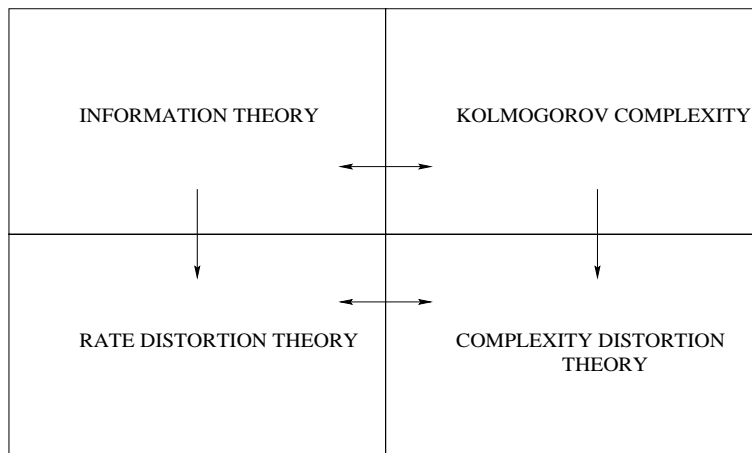 INFORMATION THEORY
KOLMOGOROV COMPLEXITY
RATE DISTORTION THEORY
COMPLEXITY DISTORTION
THEORY